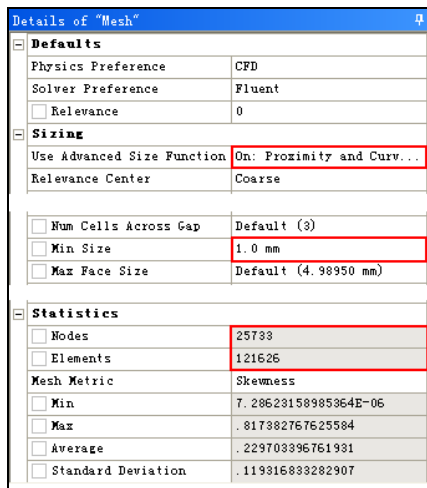 Details of "Mesh"
Defaults
Physics Preference CFD
Solver Preference Fluent
Relevance 0
Sizing
Use Advanced Size Function On: Proximity and Curv...
Relevance Center Coarse
Num Cells Across Gap Default (3)
Min Size 1.0 mm
Max Face Size Default (4.98950 mm)
Statistics
Nodes 25733
Elements 121626
Mesh Metric Skewness
Min 7.28623158985364E-06
Max .817382767625584
Average .229703396761931
Standard Deviation .119316833282907